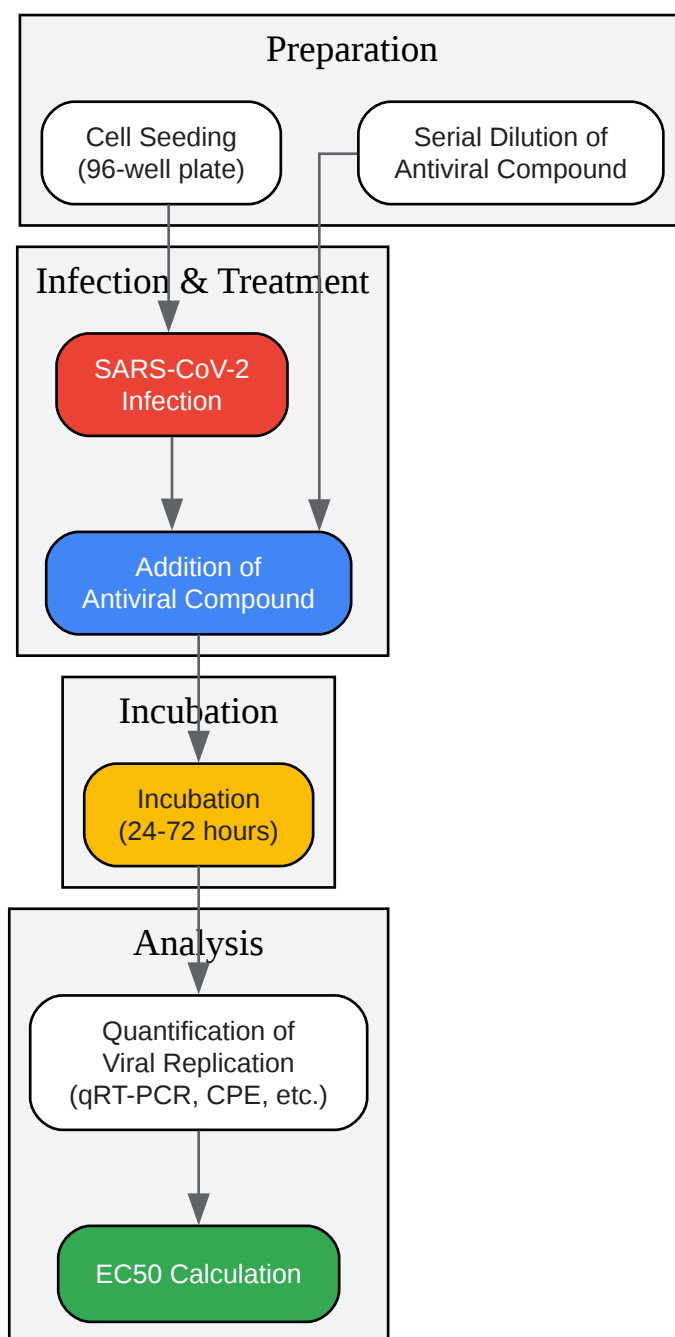 Preparation
Cell Seeding
(96-well plate)
Serial Dilution of
Antiviral Compound
Infection & Treatment
SARS-CoV-2
Infection
Addition of
Antiviral Compound
Incubation
Incubation
(24-72 hours)
Analysis
Quantification of
Viral Replication
(qRT-PCR, CPE, etc.)
EC50 Calculation